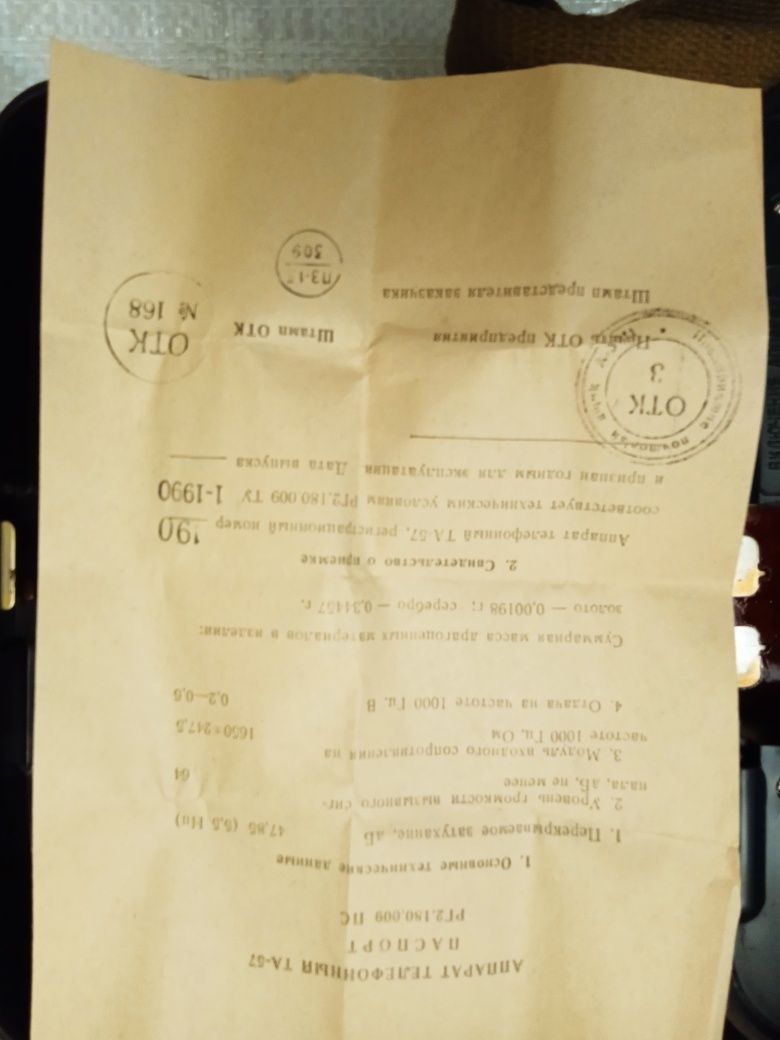 АППАРАТ ТЕЛЕФОННЫЙ ТА-57
ПАСПОРТ
РГ2.180.009 ПС
1. Основные технические данные
1. Перекрываемое затухание, дБ 47,85 (5,5 Нп)
2. Уровень громкости вызывного сиг-
нала, дБ, не менее 64
3. Модуль входного сопротивления на
частоте 1000 Гц, Ом 1650±247,5
4. Отдача на частоте 1000 Гц, В 0,2—0,6
Суммарная масса драгоценных материалов в изделии:
золото — 0,00198 г; серебро — 0,31457 г.
2. Свидетельство о приемке
Аппарат телефонный ТА-57, регистрационный номер '90
соответствует техническим условиям РГ2.180.009 ТУ 1-1990
и признан годным для эксплуатации. Дата выпуска
ОТК
3
Печать ОТК предприятия
Штамп ОТК
ОТК
№ 168
Штамп представителя заказчика
509